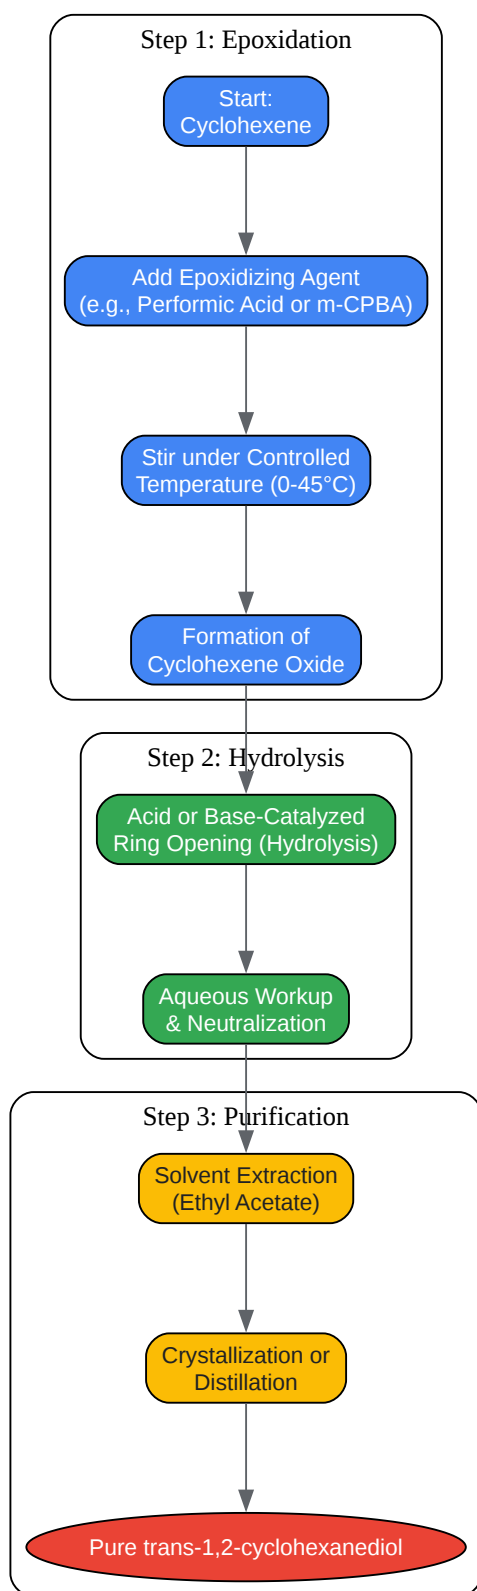 Step 1: Epoxidation
Start:
Cyclohexene
Add Epoxidizing Agent
(e.g., Performic Acid or m-CPBA)
Stir under Controlled
Temperature (0-45°C)
Formation of
Cyclohexene Oxide
Step 2: Hydrolysis
Acid or Base-Catalyzed
Ring Opening (Hydrolysis)
Aqueous Workup
& Neutralization
Step 3: Purification
Solvent Extraction
(Ethyl Acetate)
Crystallization or
Distillation
Pure trans-1,2-cyclohexanediol